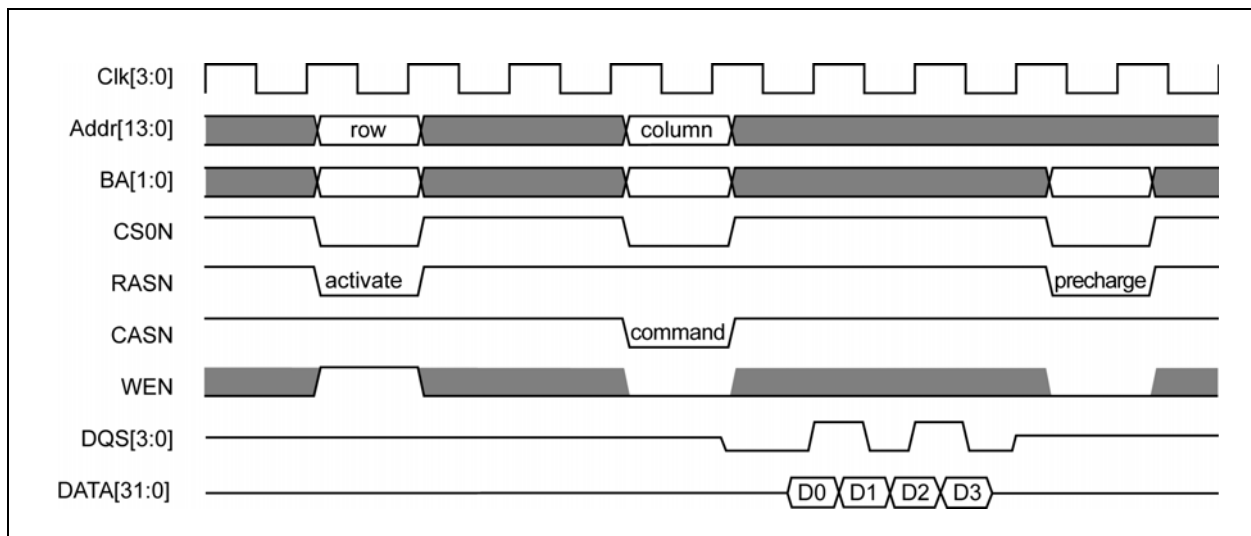 Clk[3:0]
Addr[13:0] row column
BA[1:0]
CS0N
RASN activate precharge
CASN command
WEN
DQS[3:0]
DATA[31:0] D0 D1 D2 D3